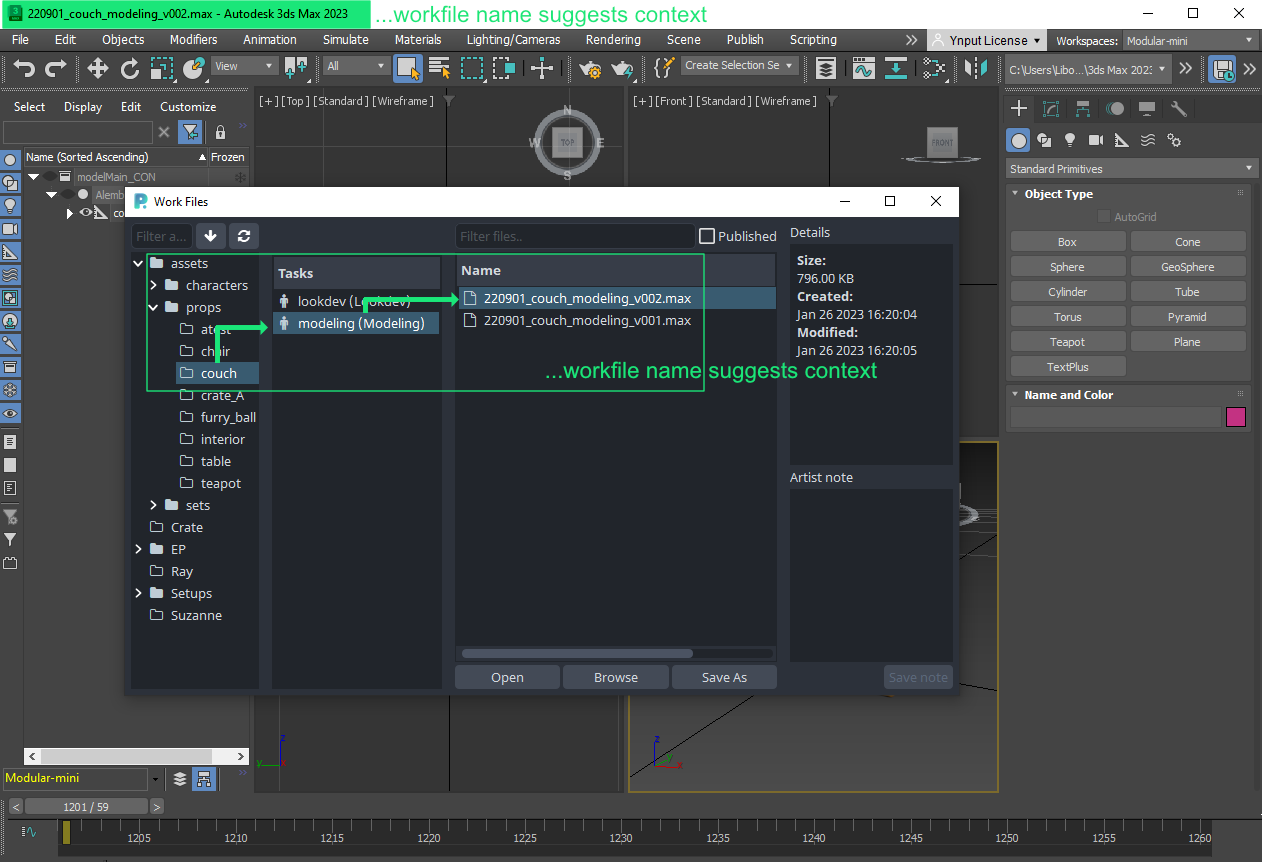 220901_couch_modeling_v002.max - Autodesk 3ds Max 2023
...workfile name suggests context
File Edit Objects Modifiers Animation Simulate Materials Lighting/Cameras Rendering Scene Publish Scripting
Ynput License
Workspaces: Modular-mini
View
All
Create Selection Se
C:\Users\Libo...\3ds Max 202
Select Display Edit Customize
Name (Sorted Ascending) Frozen
modelMain_CON
Alemb
co
[+] [Top] [Standard] [Wireframe]
N
W TOP E
S
[+] [Front] [Standard] [Wireframe]
FRONT
Standard Primitives
Object Type
AutoGrid
Box Cone
Sphere GeoSphere
Cylinder Tube
Torus Pyramid
Teapot Plane
TextPlus
Name and Color
Work Files
Filter a...
Filter files..
Published
Details
assets
characters
props
atest
chair
couch
crate_A
furry_ball
interior
table
teapot
sets
Crate
EP
Ray
Setups
Suzanne
Tasks
lookdev (Lookdev)
modeling (Modeling)
Name
220901_couch_modeling_v002.max
220901_couch_modeling_v001.max
...workfile name suggests context
Size:
796.00 KB
Created:
Jan 26 2023 16:20:04
Modified:
Jan 26 2023 16:20:05
Artist note
Open Browse Save As
Save note
z
y x
z
y x
Modular-mini
1201 / 59
1205 1210 1215 1220 1225 1230 1235 1240 1245 1250 1255 1260